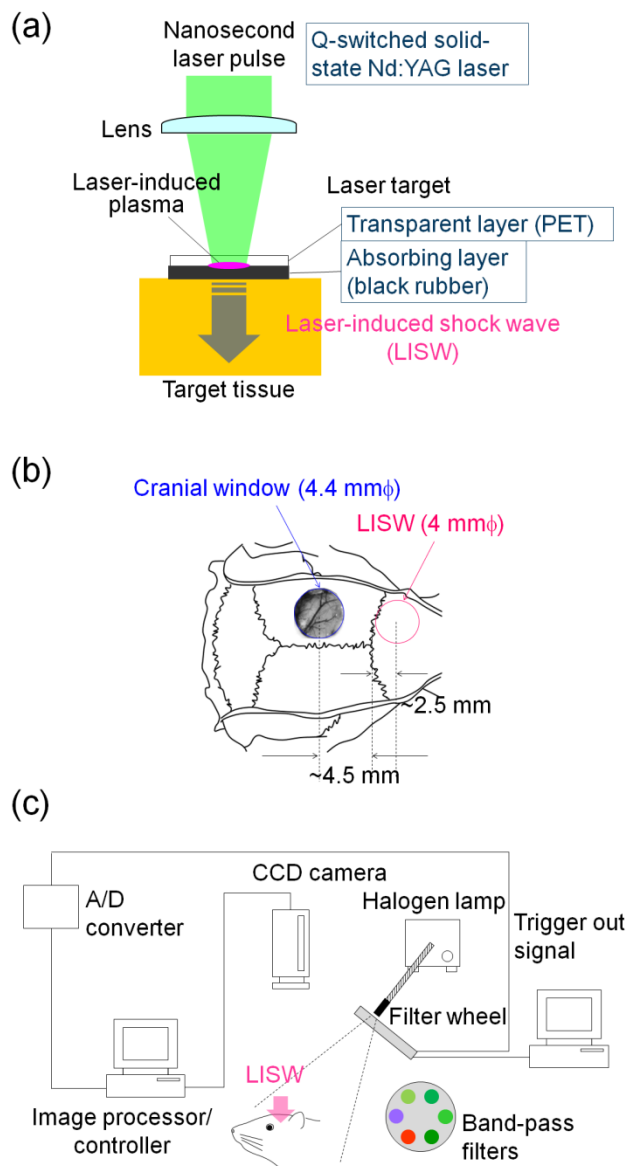 (a)
Nanosecond
laser pulse
Q-switched solid-
state Nd:YAG laser
Lens
Laser-induced
plasma
Laser target
Transparent layer (PET)
Absorbing layer
(black rubber)
Laser-induced shock wave
(LISW)
Target tissue
(b)
Cranial window (4.4 mmϕ)
LISW (4 mmϕ)
~2.5 mm
~4.5 mm
(c)
CCD camera
A/D
converter
Halogen lamp
Trigger out
signal
Filter wheel
LISW
Image processor/
controller
Band-pass
filters